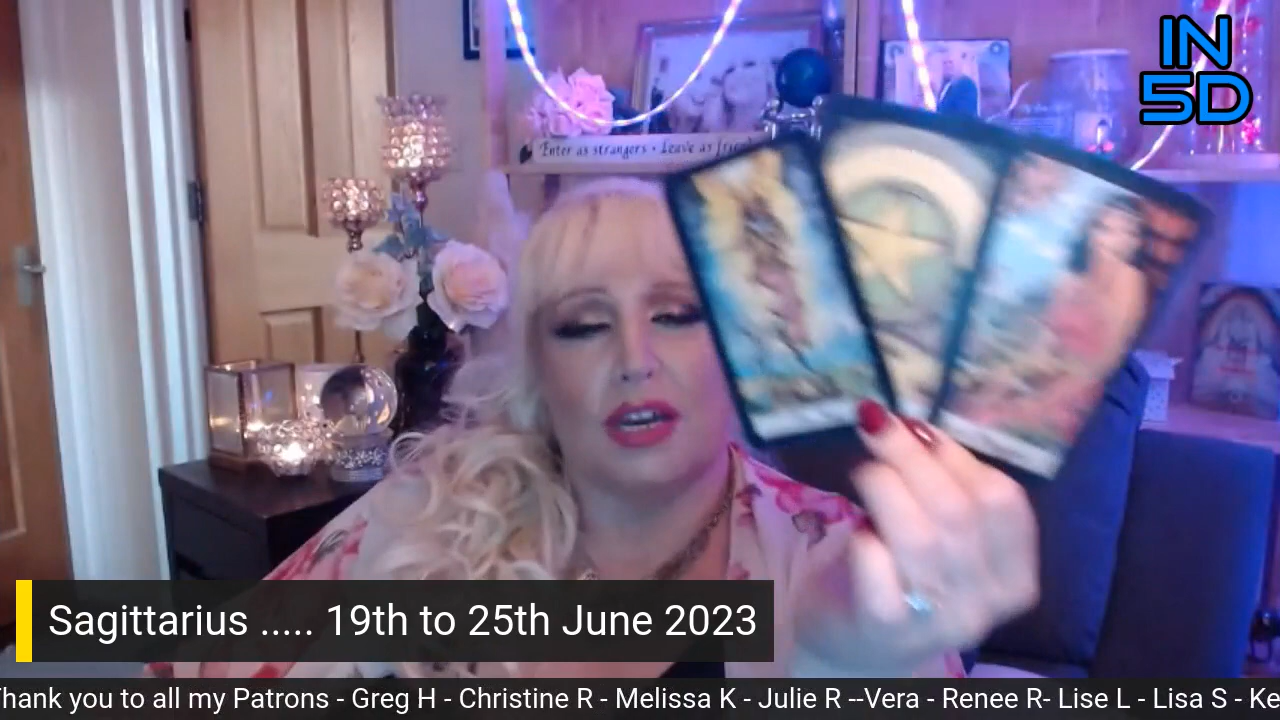 IN
5D
Enter as strangers • Leave as
Sagittarius ..... 19th to 25th June 2023
hank you to all my Patrons - Greg H - Christine R - Melissa K - Julie R --Vera - Renee R- Lise L - Lisa S - Ke